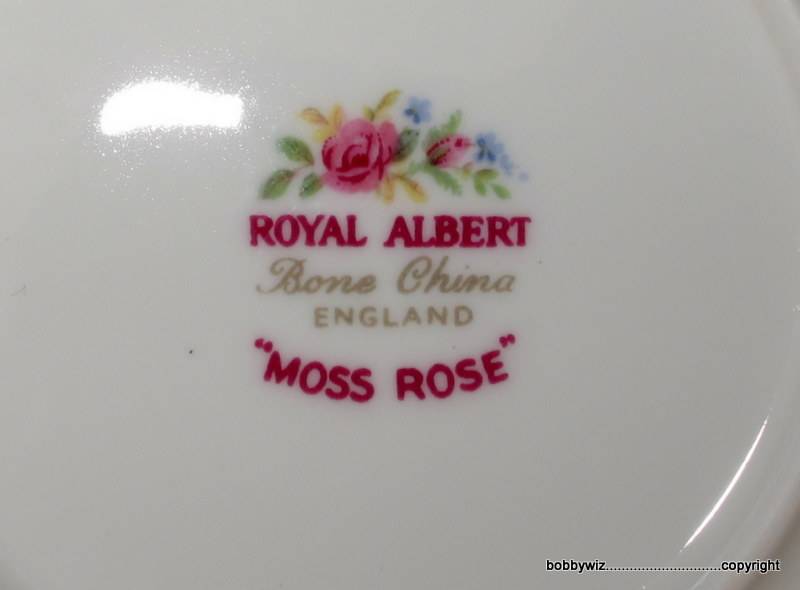 ROYAL ALBERT
Bone China
ENGLAND
"MOSS ROSE"
bobbywiz..............................copyright